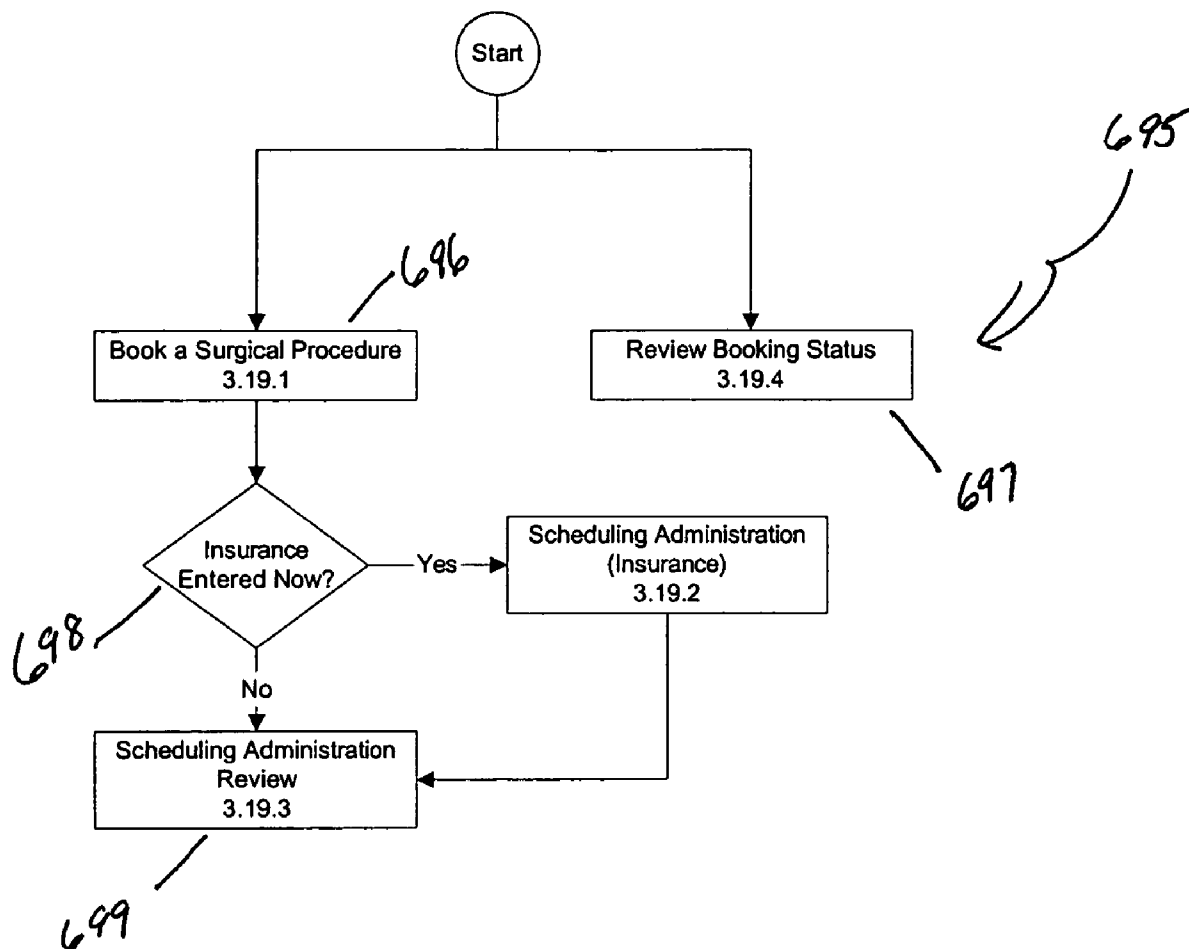 Start
695
696
Book a Surgical Procedure
3.19.1
Review Booking Status
3.19.4
697
Insurance
Entered Now?
Yes
Scheduling Administration
(Insurance)
3.19.2
698
No
Scheduling Administration
Review
3.19.3
699